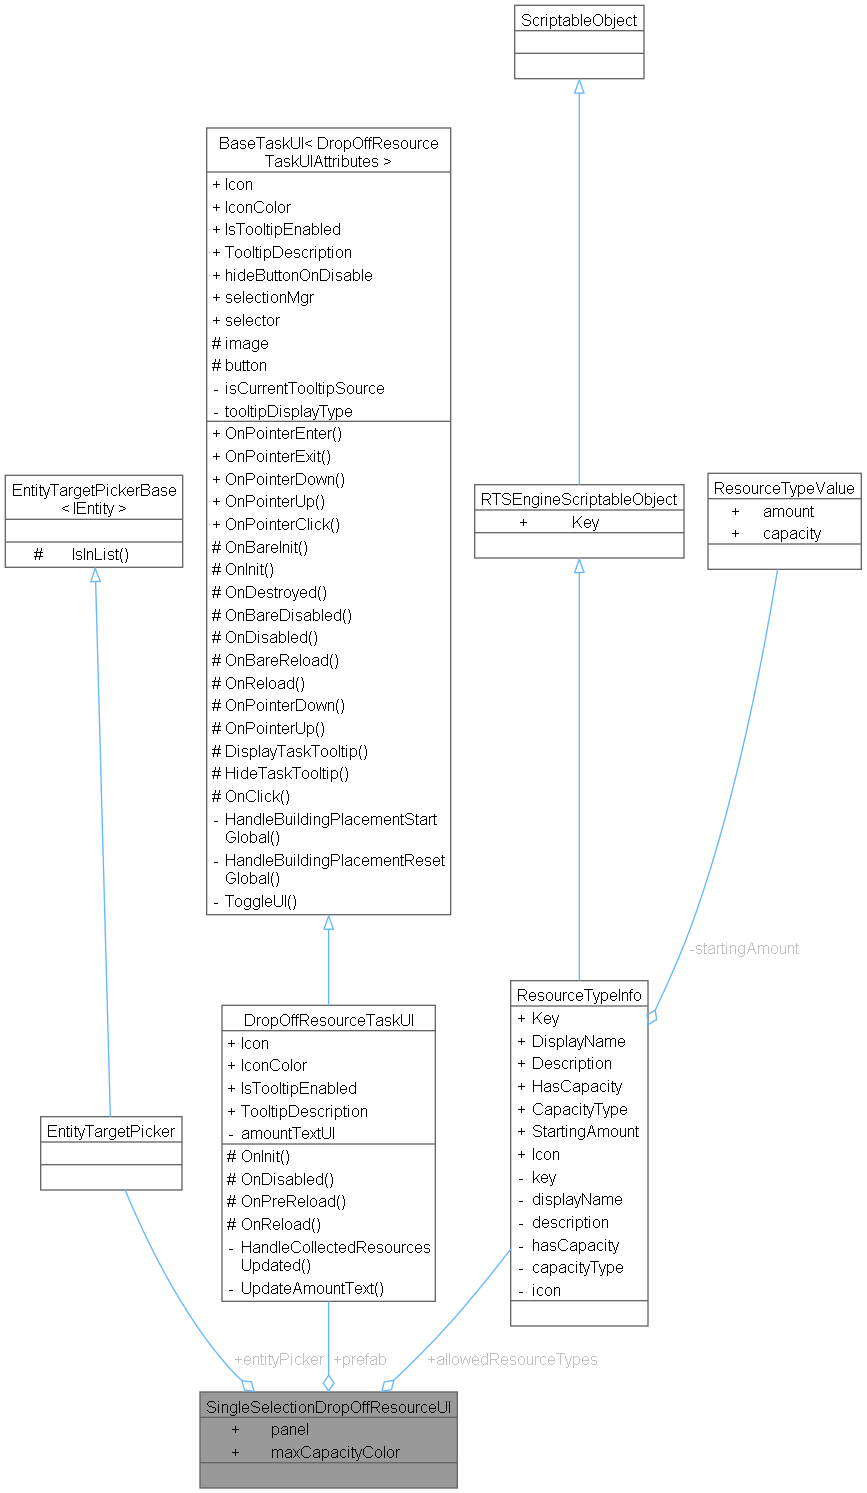 ScriptableObject
BaseTaskUI< DropOffResource
TaskUIAttributes >
+ Icon
+ IconColor
+ IsTooltipEnabled
+ TooltipDescription
+ hideButtonOnDisable
+ selectionMgr
+ selector
# image
# button
- isCurrentTooltipSource
- tooltipDisplayType
+ OnPointerEnter()
+ OnPointerExit()
+ OnPointerDown()
+ OnPointerUp()
+ OnPointerClick()
# OnBareInit()
# OnInit()
# OnDestroyed()
# OnBareDisabled()
# OnDisabled()
# OnBareReload()
# OnReload()
# OnPointerDown()
# OnPointerUp()
# DisplayTaskTooltip()
# HideTaskTooltip()
# OnClick()
- HandleBuildingPlacementStart
Global()
- HandleBuildingPlacementReset
Global()
- ToggleUI()
EntityTargetPickerBase
< IEntity >
# IsInList()
RTSEngineScriptableObject
+ Key
ResourceTypeValue
+ amount
+ capacity
-startingAmount
ResourceTypeInfo
+ Key
+ DisplayName
+ Description
+ HasCapacity
+ CapacityType
+ StartingAmount
+ Icon
- key
- displayName
- description
- hasCapacity
- capacityType
- icon
DropOffResourceTaskUI
+ Icon
+ IconColor
+ IsTooltipEnabled
+ TooltipDescription
- amountTextUI
# OnInit()
# OnDisabled()
# OnPreReload()
# OnReload()
- HandleCollectedResources
Updated()
- UpdateAmountText()
EntityTargetPicker
+entityPicker
+prefab
+allowedResourceTypes
SingleSelectionDropOffResourceUI
+ panel
+ maxCapacityColor